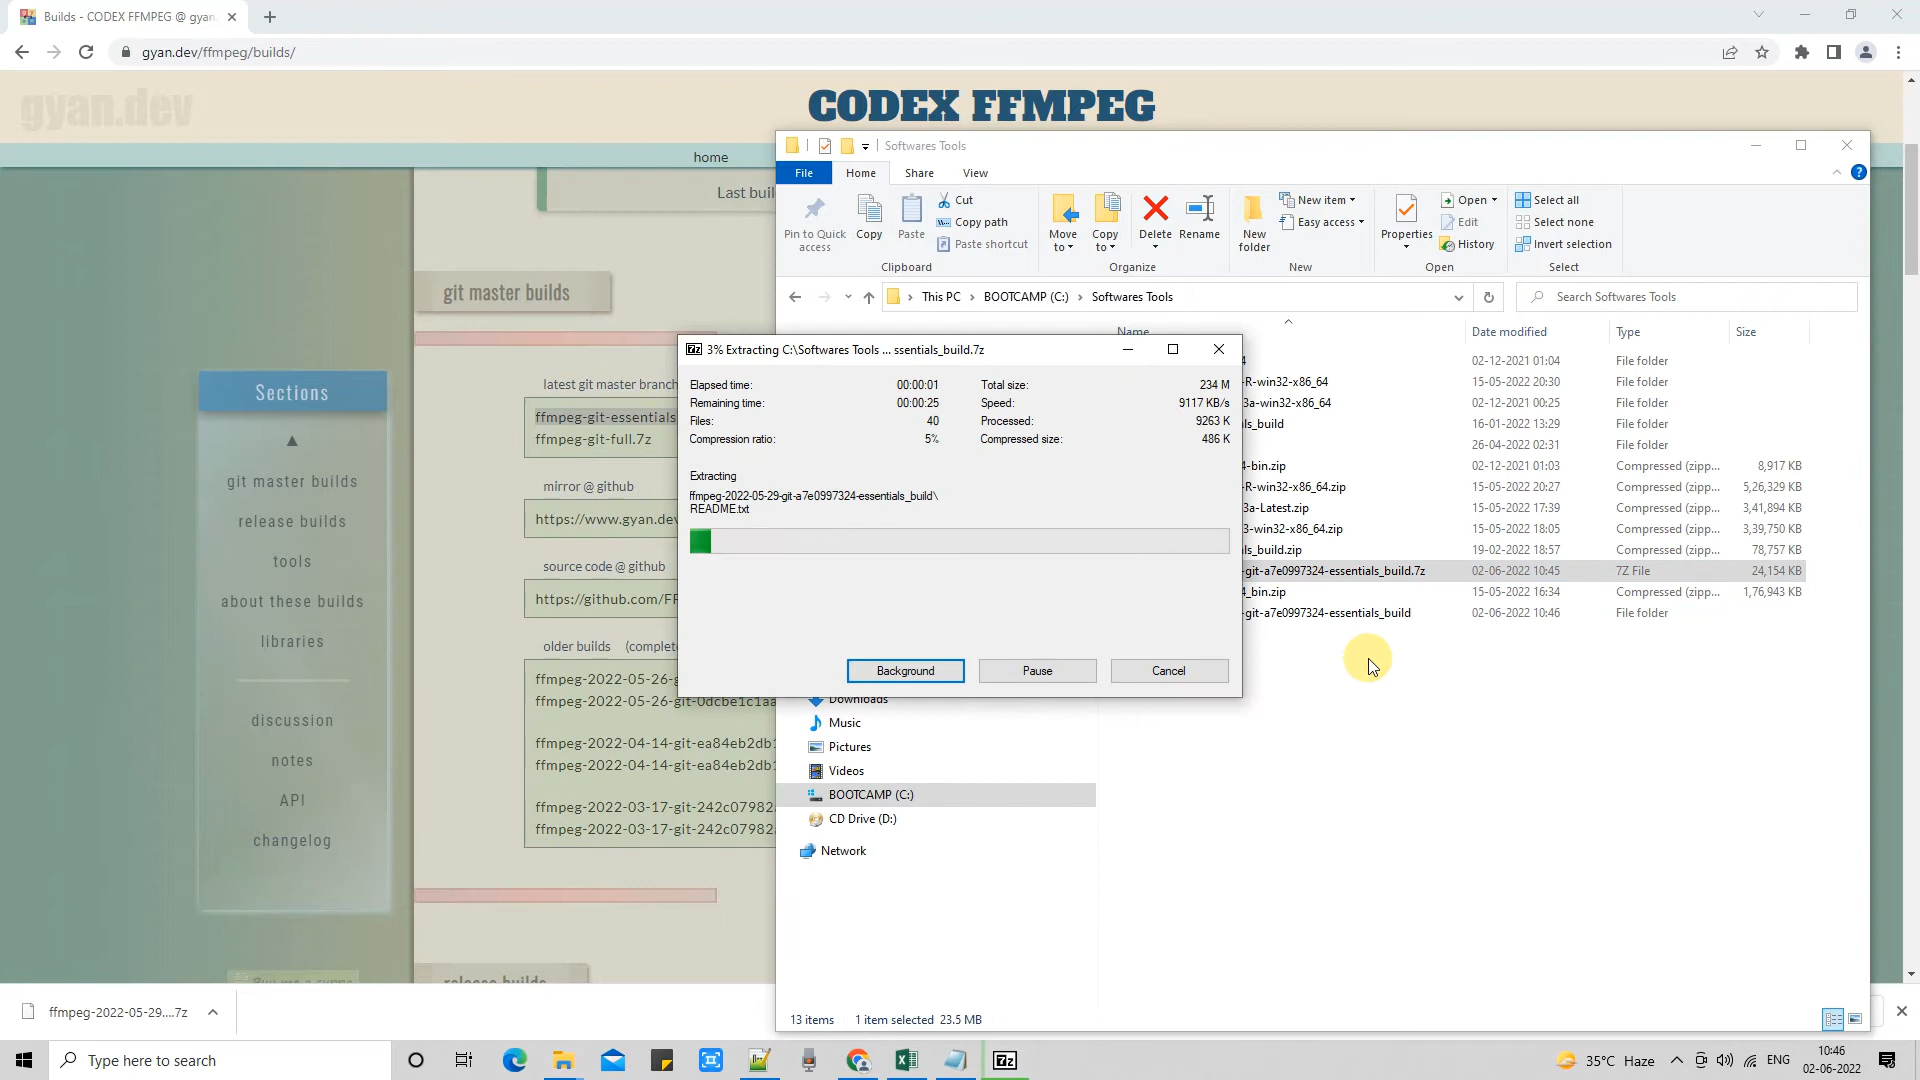 Builds - CODEX FFMPEG @ gyan.
gyan.dev/ffmpeg/builds/
gyan.dev
CODEX FFMPEG
home
Last buil
git master builds
latest git master branch
ffmpeg-git-essentials
ffmpeg-git-full.7z
mirror @ github
https://www.gyan.dev
source code @ github
https://github.com/FF
older builds (complete
ffmpeg-2022-05-26-g
ffmpeg-2022-05-26-git-0dcbe1c1aa
ffmpeg-2022-04-14-git-ea84eb2db1
ffmpeg-2022-04-14-git-ea84eb2db1
ffmpeg-2022-03-17-git-242c07982
ffmpeg-2022-03-17-git-242c07982
release builds
Sections
▲
git master builds
release builds
tools
about these builds
libraries
discussion
notes
API
changelog
Softwares Tools
File Home Share View
Pin to Quick access
Copy
Paste
Cut
Copy path
Paste shortcut
Clipboard
Move to
Copy to
Delete
Rename
Organize
New folder
New item
Easy access
New
Properties
Open
Edit
History
Open
Select all
Select none
Invert selection
Select
This PC > BOOTCAMP (C:) > Softwares Tools
Search Softwares Tools
Name Date modified Type Size
4 02-12-2021 01:04 File folder
-R-win32-x86_64 15-05-2022 20:30 File folder
3a-win32-x86_64 02-12-2021 00:25 File folder
ls_build 16-01-2022 13:29 File folder
26-04-2022 02:31 File folder
4-bin.zip 02-12-2021 01:03 Compressed (zipp... 8,917 KB
-R-win32-x86_64.zip 15-05-2022 20:27 Compressed (zipp... 5,26,329 KB
3a-Latest.zip 15-05-2022 17:39 Compressed (zipp... 3,41,894 KB
3-win32-x86_64.zip 15-05-2022 18:05 Compressed (zipp... 3,39,750 KB
ls_build.zip 19-02-2022 18:57 Compressed (zipp... 78,757 KB
-git-a7e0997324-essentials_build.7z 02-06-2022 10:45 7Z File 24,154 KB
4_bin.zip 15-05-2022 16:34 Compressed (zipp... 1,76,943 KB
-git-a7e0997324-essentials_build 02-06-2022 10:46 File folder
3% Extracting C:\Softwares Tools ... ssentials_build.7z
Elapsed time: 00:00:01 Total size: 234 M
Remaining time: 00:00:25 Speed: 9117 KB/s
Files: 40 Processed: 9263 K
Compression ratio: 5% Compressed size: 486 K
Extracting
ffmpeg-2022-05-29-git-a7e0997324-essentials_build\
README.txt
Background Pause Cancel
Downloads
Music
Pictures
Videos
BOOTCAMP (C:)
CD Drive (D:)
Network
13 items 1 item selected 23.5 MB
ffmpeg-2022-05-29....7z
Type here to search
35°C Haze
ENG
10:46
02-06-2022